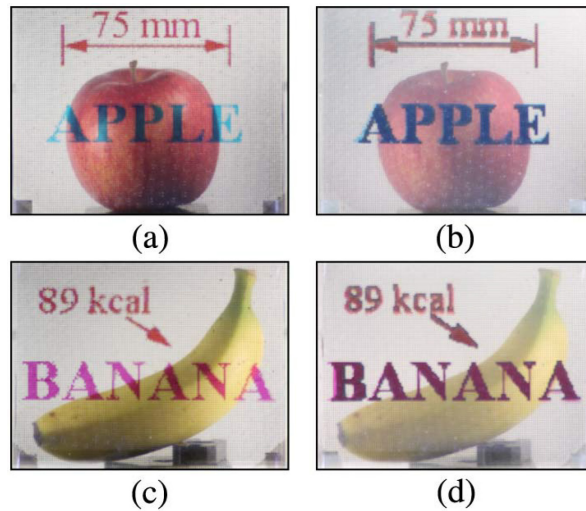 75 mm
75 mm
APPLE
APPLE
(a)
(b)
89 kcal
89 kcal
BANANA
BANANA
(c)
(d)